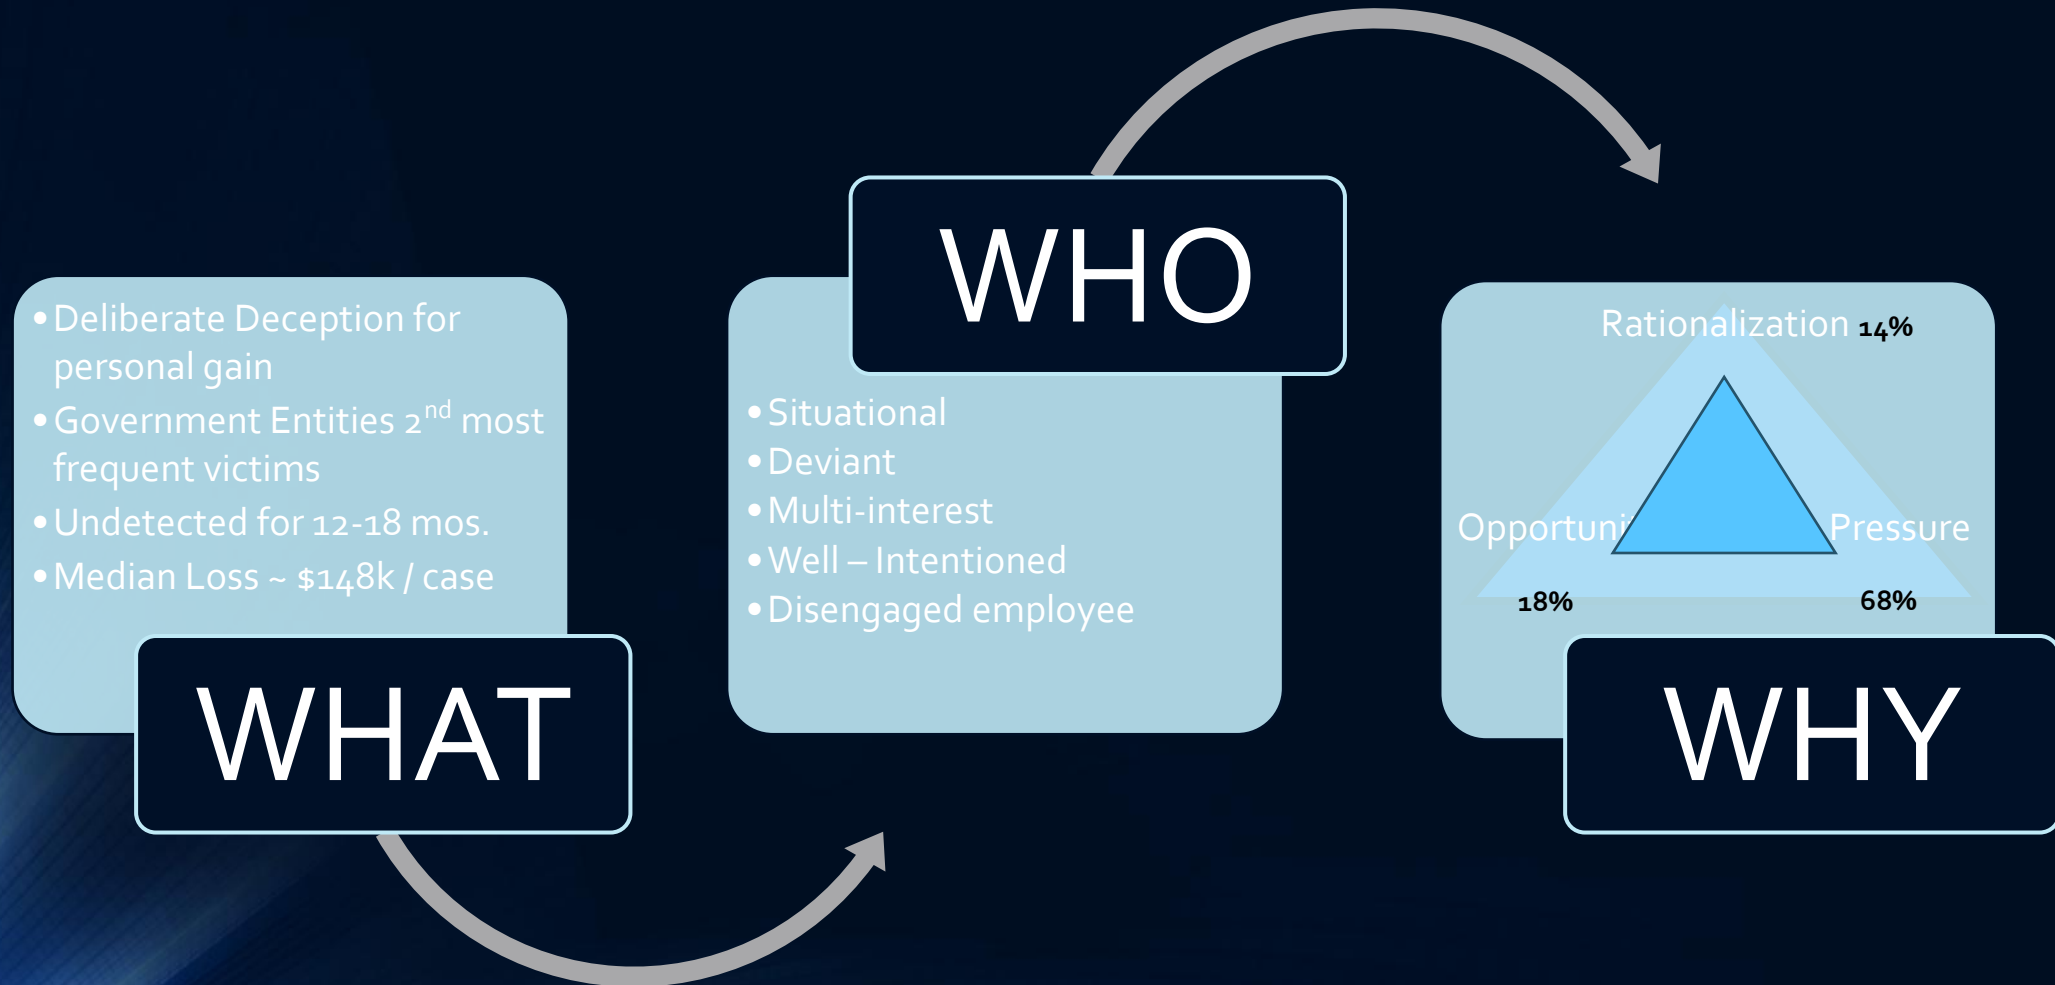 • Deliberate Deception for
personal gain
• Government Entities 2nd most
frequent victims
• Undetected for 12-18 mos.
• Median Loss ~ $148k / case
WHAT
WHO
• Situational
• Deviant
• Multi-interest
• Well – Intentioned
• Disengaged employee
Rationalization 14%
Opportuni Pressure
18% 68%
WHY